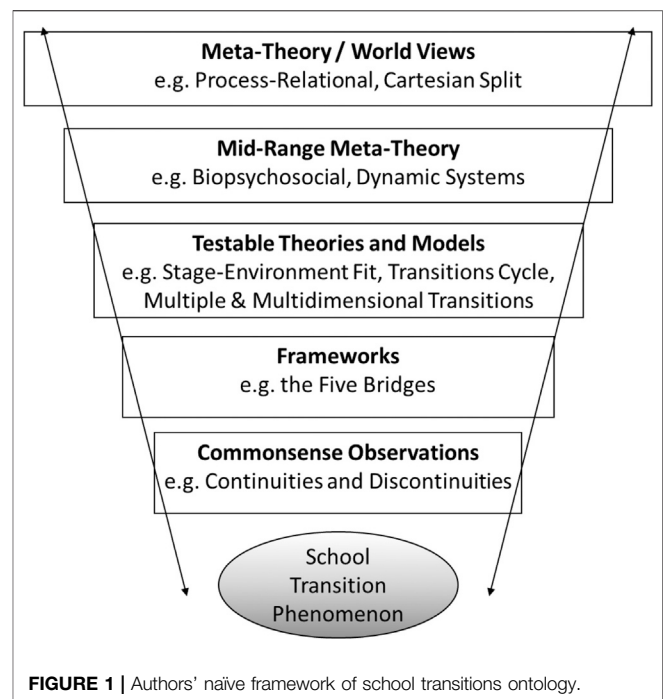 Meta-Theory / World Views
e.g. Process-Relational, Cartesian Split
Mid-Range Meta-Theory
e.g. Biopsychosocial, Dynamic Systems
Testable Theories and Models
e.g. Stage-Environment Fit, Transitions Cycle,
Multiple & Multidimensional Transitions
Frameworks
e.g. the Five Bridges
Commonsense Observations
e.g. Continuities and Discontinuities
School
Transition
Phenomenon
FIGURE 1 | Authors' naïve framework of school transitions ontology.